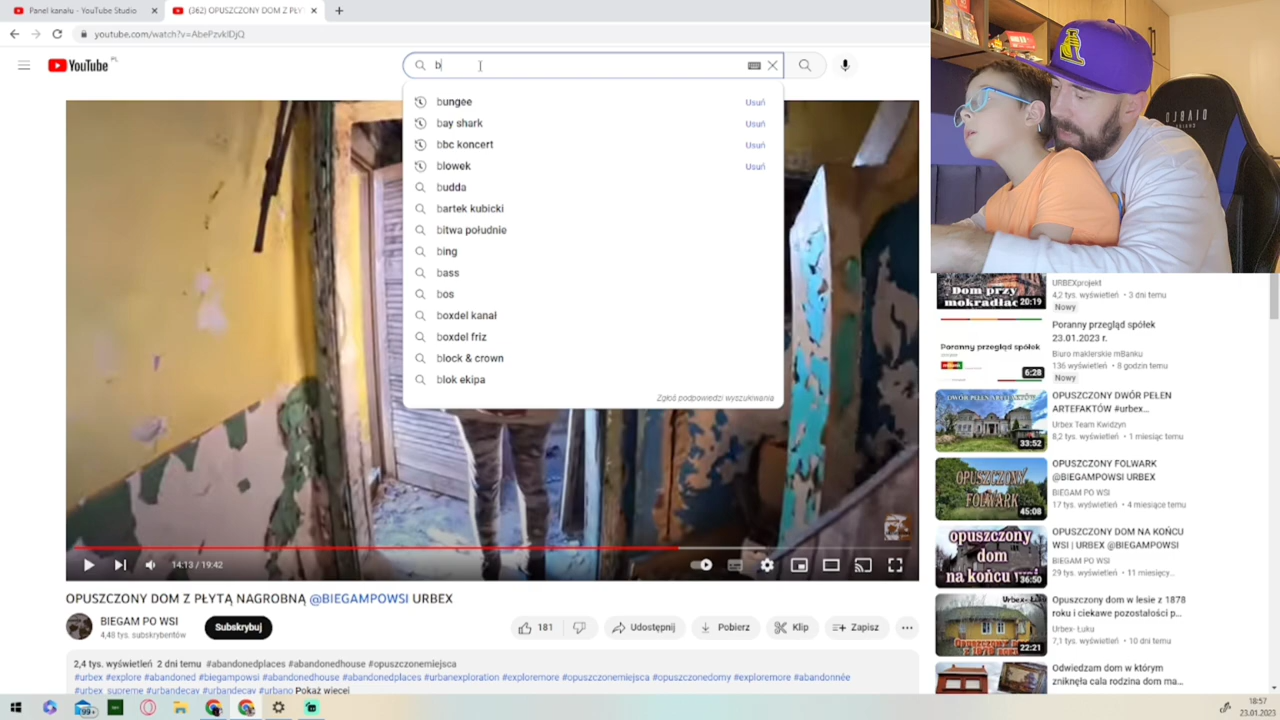 Panel kanału - YouTube Studio
(362) OPUSZCZONY DOM Z PŁYT
youtube.com/watch?v=AbePzvklDjQ
YouTube PL
b
bungee Usuń
bay shark Usuń
bbc koncert Usuń
blowek Usuń
budda
bartek kubicki
bitwa południe
bing
bass
bos
boxdel kanał
boxdel friz
block & crown
blok ekipa
Zgłoś podpowiedzi wyszukiwania
14:13 / 19:42
OPUSZCZONY DOM Z PŁYTĄ NAGROBNĄ @BIEGAMPOWSI URBEX
BIEGAM PO WSI
4,48 tys. subskrybentów
Subskrybuj
181
Udostępnij
Pobierz
Klip
Zapisz
2,4 tys. wyświetleń 2 dni temu #abandonedplaces #abandonedhouse #opuszczonemiejsca
#urbex #explore #abandoned #biegampowsi #abandonedhouse #abandonedplaces #urbanexploration #exploremore #opuszczonemiejsca #opuszczonedomy #exploremore #abandonnée
#urbex_supreme #urbandecay #urbano Pokaż więcej
Dom przy
mokradłac
20:19
URBEXprojekt
4,2 tys. wyświetleń • 3 dni temu
Nowy
Poranny przegląd spółek
6:28
Poranny przegląd spółek
23.01.2023 r.
Biuro maklerskie mBanku
136 wyświetleń • 8 godzin temu
Nowy
DWÓR PEŁEN ARTEFAKTÓW
33:52
OPUSZCZONY DWÓR PEŁEN
ARTEFAKTÓW #urbex...
Urbex Team Kwidzyn
8,2 tys. wyświetleń • 1 miesiąc temu
OPUSZCZONY
FOLWARK
45:08
OPUSZCZONY FOLWARK
@BIEGAMPOWSI URBEX
BIEGAM PO WSI
17 tys. wyświetleń • 4 miesiące temu
opuszczony
dom
na końcu
36:50
OPUSZCZONY DOM NA KOŃCU
WSI | URBEX @BIEGAMPOWSI
BIEGAM PO WSI
29 tys. wyświetleń • 11 miesięcy...
Urbex- Łuku
22:21
Opuszczony dom w lesie z 1878
roku i ciekawe pozostałości p...
Urbex- Łuku
7,1 tys. wyświetleń • 10 dni temu
Odwiedzam dom w którym
zniknęła cała rodzina dom ma...
DIABLO
99+
18:57
23.01.2023